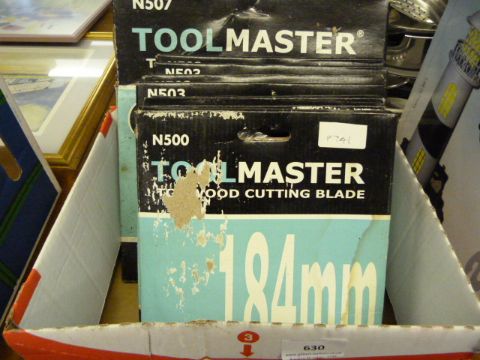 N507
TOOLMASTER®
N503
N503
N500
TOOLMASTER
WOOD CUTTING BLADE
184mm
3
630